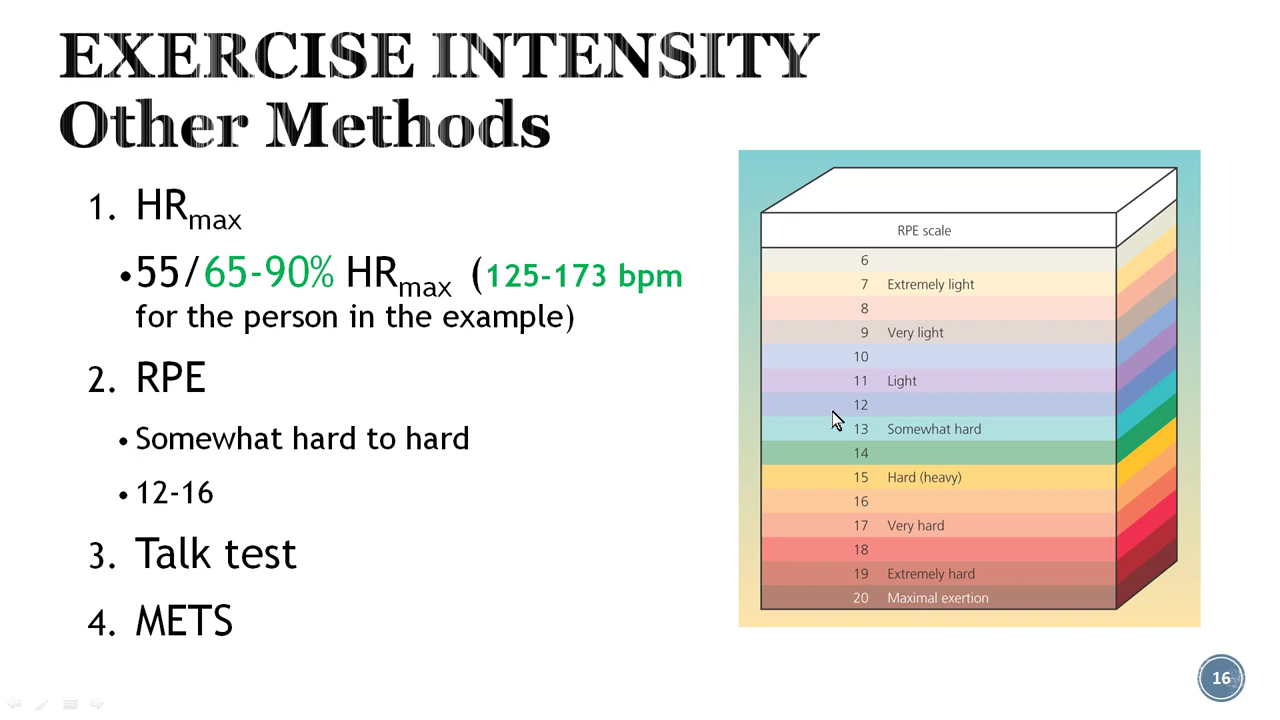 EXERCISE INTENSITY
Other Methods
1. HRmax
•55/65-90% HRmax (125-173 bpm
for the person in the example)
2. RPE
• Somewhat hard to hard
• 12-16
3. Talk test
4. METS
RPE scale
6
7 Extremely light
8
9 Very light
10
11 Light
12
13 Somewhat hard
14
15 Hard (heavy)
16
17 Very hard
18
19 Extremely hard
20 Maximal exertion
16